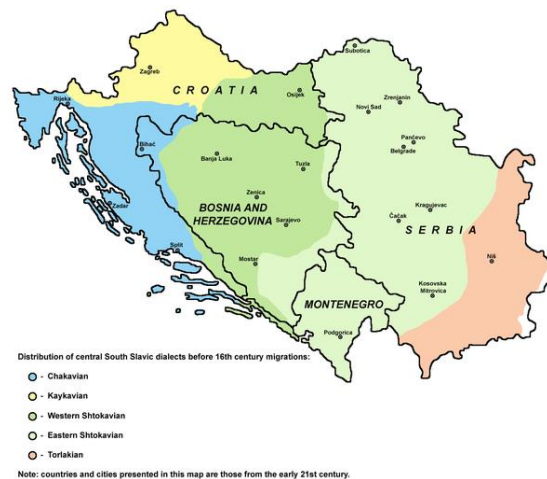 Subotica
Zagreb
CROATIA
Rijeka
Osijek
Zrenjanin
Novi Sad
Pančevo
Belgrade
Bihać
Banja Luka
Tuzla
Zenica
BOSNIA AND
HERZEGOVINA
Sarajevo
Zadar
Split
Mostar
Kragujevac
Čačak
SERBIA
Niš
Kosovska
Mitrovica
MONTENEGRO
Podgorica
Distribution of central South Slavic dialects before 16th century migrations:
- Chakavian
- Kaykavian
- Western Shtokavian
- Eastern Shtokavian
- Torlakian
Note: countries and cities presented in this map are those from the early 21st century.